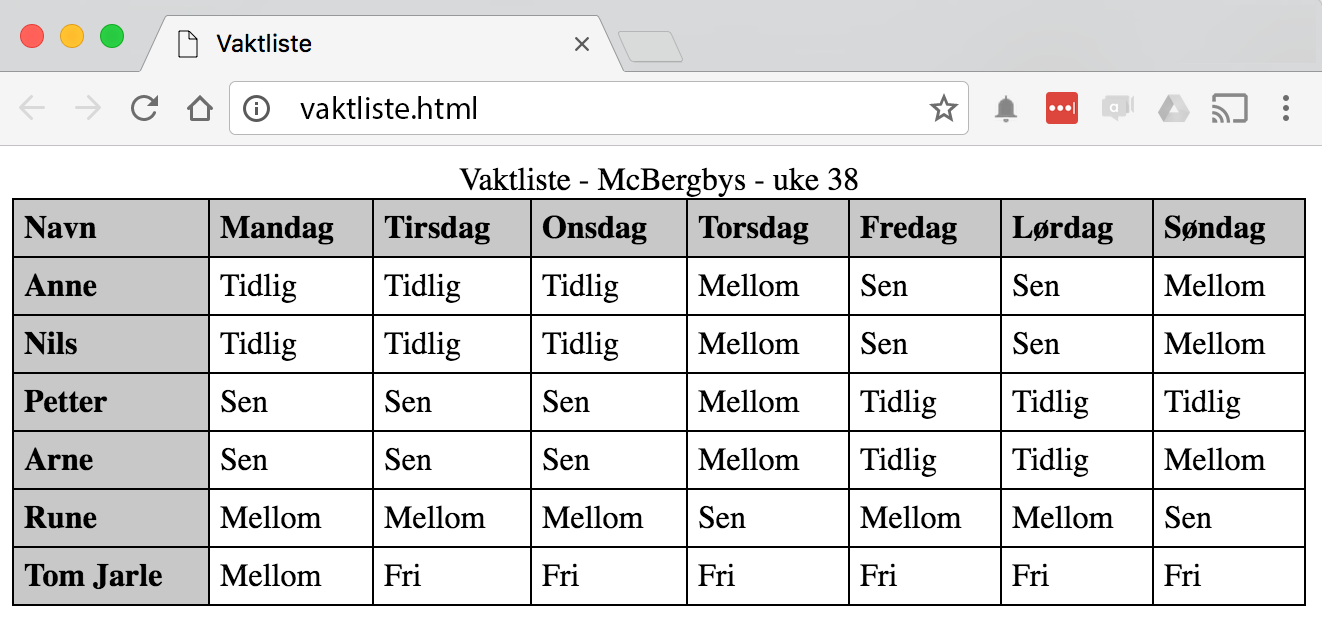 Vaktliste
vaktliste.html
Vaktliste - McBergbys - uke 38
Navn Mandag Tirsdag Onsdag Torsdag Fredag Lørdag Søndag
Anne Tidlig Tidlig Tidlig Mellom Sen Sen Mellom
Nils Tidlig Tidlig Tidlig Mellom Sen Sen Mellom
Petter Sen Sen Sen Mellom Tidlig Tidlig Tidlig
Arne Sen Sen Sen Mellom Tidlig Tidlig Mellom
Rune Mellom Mellom Mellom Sen Mellom Mellom Sen
Tom Jarle Mellom Fri Fri Fri Fri Fri Fri